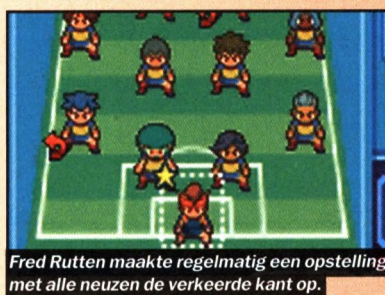 Fred Rutten maakte regelmatig een opstelling
met alle neuzen de verkeerde kant op.